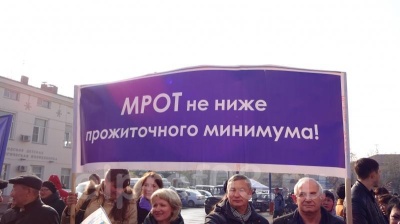 МРОТ не ниже
прожиточного минимума!